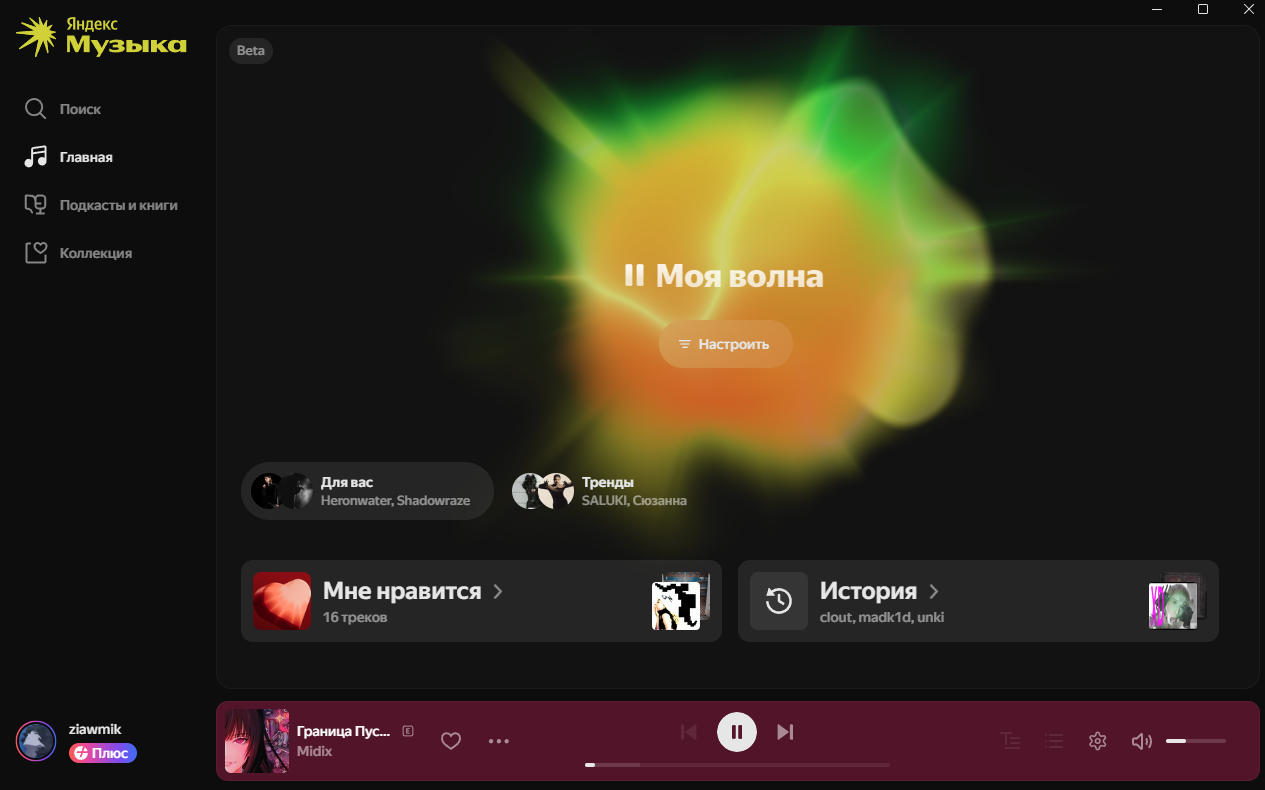 Яндекс
Музыка
Поиск
Главная
Подкасты и книги
Коллекция
Beta
Моя волна
Настроить
Для вас
Heronwater, Shadowraze
Тренды
SALUKI, Сюзанна
Мне нравится
16 треков
История
clout, madk1d, unki
ziawmik
Плюс
Граница Пус...
E
Midix